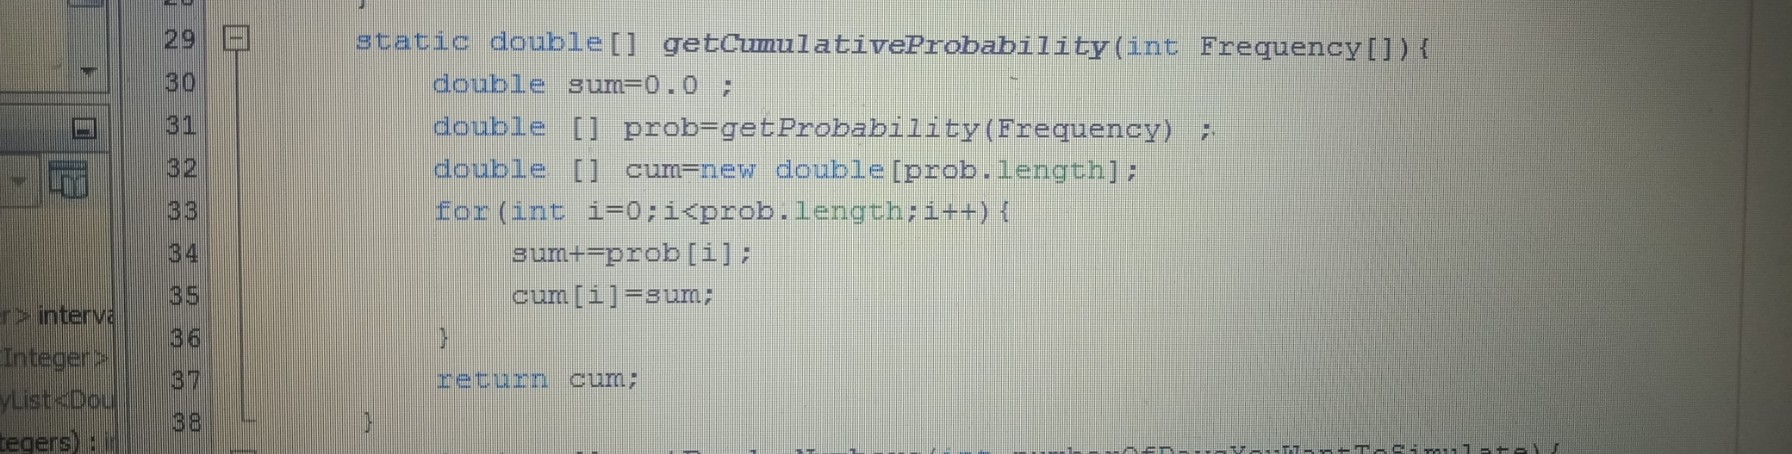 29 static double[] getCumulativeProbability(int Frequency[]){
30 double sum=0.0 ;
31 double [] prob=getProbability(Frequency) ;
32 double [] cum=new double[prob.length];
33 for(int i=0;i<prob.length;i++){
34 sum+=prob[i];
35 cum[i]=sum;
r> interva
36 }
Integer>
37 return cum;
yList<Dou
38 }
tegers) : i